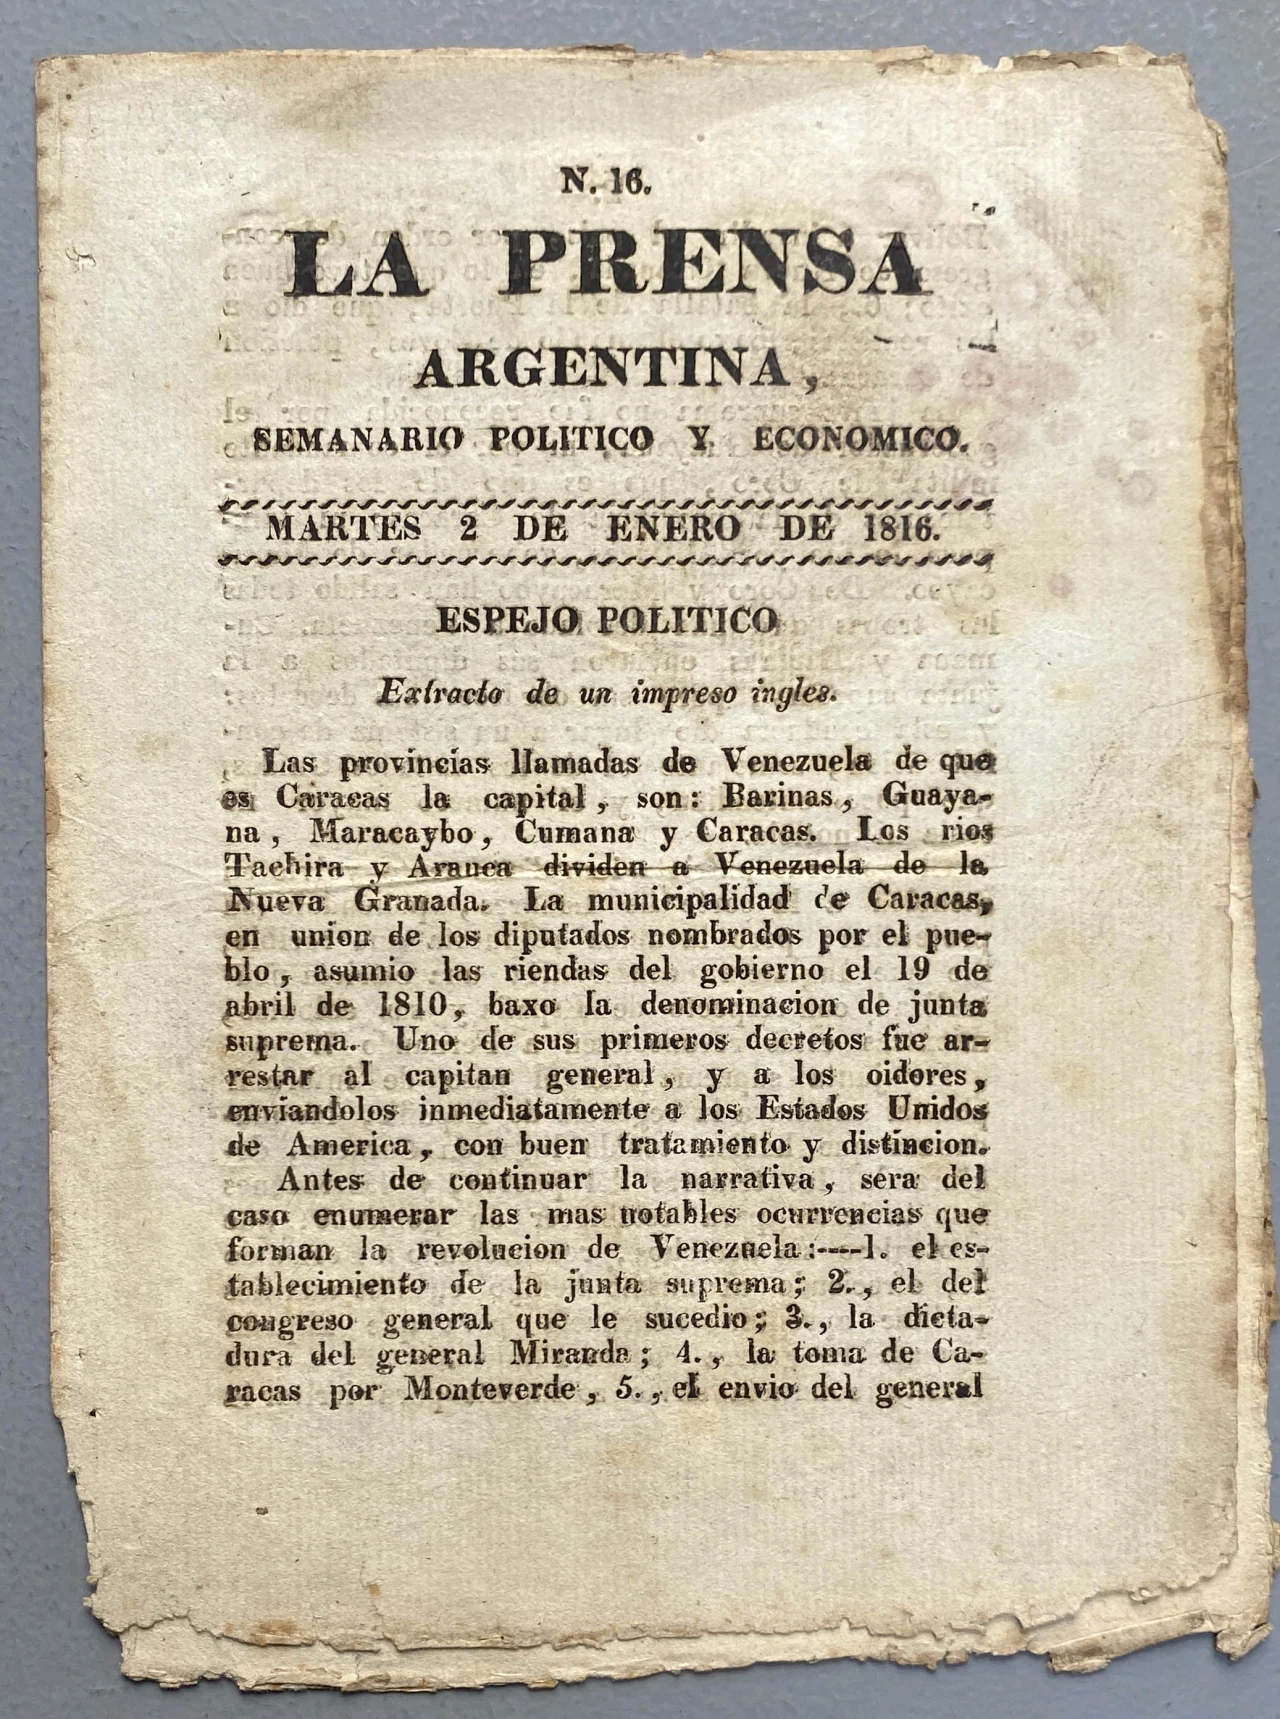 N. 16.
LA PRENSA
ARGENTINA,
SEMANARIO POLITICO Y ECONOMICO.
MARTES 2 DE ENERO DE 1816.
ESPEJO POLITICO
Extracto de un impreso ingles.
Las provincias llamadas de Venezuela de que
es Caracas la capital, son: Barinas, Guaya-
na, Maracaybo, Cumana y Caracas. Los rios
Tachira y Arauca dividen a Venezuela de la
Nueva Granada. La municipalidad de Caracas,
en union de los diputados nombrados por el pue-
blo, asumio las riendas del gobierno el 19 de
abril de 1810, baxo la denominacion de junta
suprema. Uno de sus primeros decretos fue ar-
restar al capitan general, y a los oidores,
enviandolos inmediatamente a los Estados Unidos
de America, con buen tratamiento y distincion.
Antes de continuar la narrativa, sera del
caso enumerar las mas notables ocurrencias que
forman la revolucion de Venezuela:----1. el es-
tablecimiento de la junta suprema; 2., el del
congreso general que le sucedio; 3., la dicta-
dura del general Miranda; 4., la toma de Ca-
racas por Monteverde, 5., el envio del general